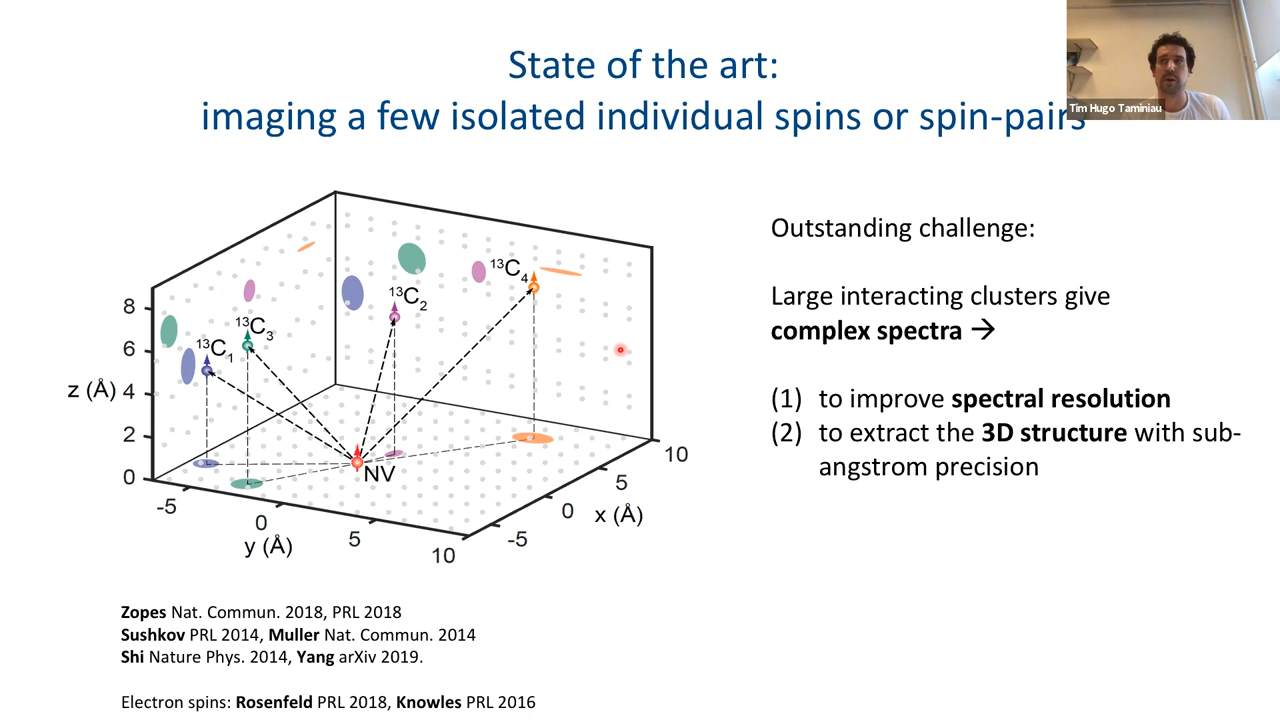 State of the art:
imaging a few isolated individual spins or spin-pairs
Tim Hugo Taminiau
Outstanding challenge:
Large interacting clusters give
complex spectra →
(1) to improve spectral resolution
(2) to extract the 3D structure with sub-
angstrom precision
8
6
z (Å) 4
2
0
-5
0
5
10
y (Å)
-5
0
5
10
x (Å)
¹³C₁
¹³C₃
¹³C₂
¹³C₄
NV
Zopes Nat. Commun. 2018, PRL 2018
Sushkov PRL 2014, Muller Nat. Commun. 2014
Shi Nature Phys. 2014, Yang arXiv 2019.
Electron spins: Rosenfeld PRL 2018, Knowles PRL 2016